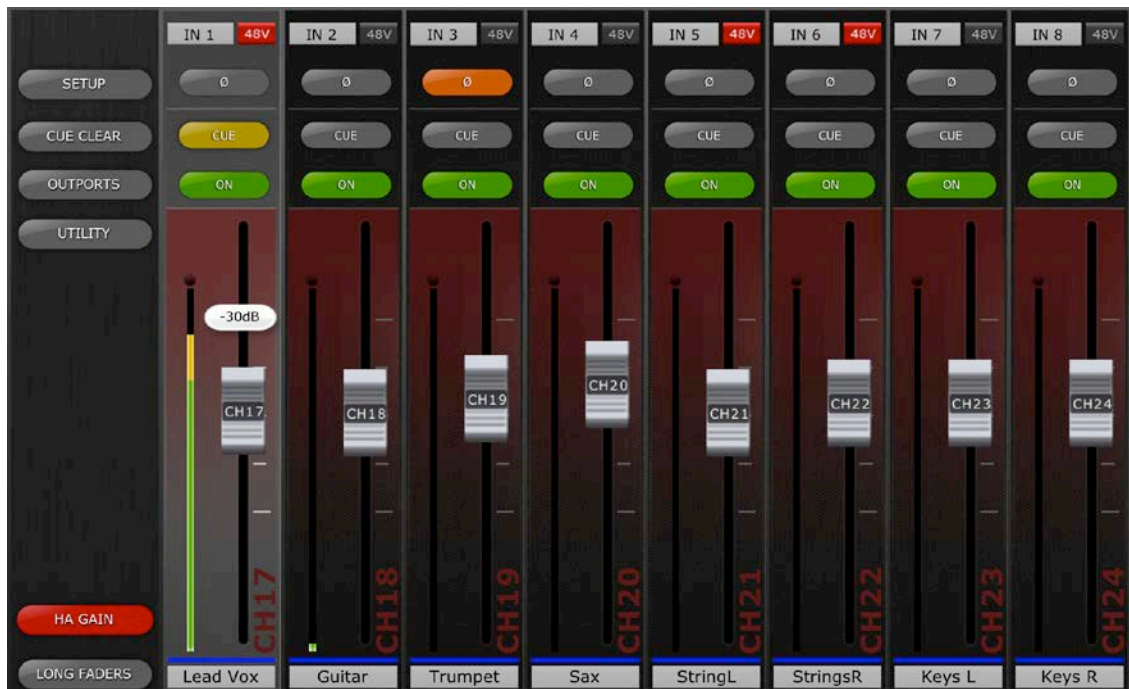 IN 1 48V IN 2 48V IN 3 48V IN 4 48V IN 5 48V IN 6 48V IN 7 48V IN 8 48V
SETUP Ø Ø Ø Ø Ø Ø Ø Ø
CUE CLEAR CUE CUE CUE CUE CUE CUE CUE CUE
OUTPORTS ON ON ON ON ON ON ON ON
UTILITY
-30dB
CH17 CH18 CH19 CH20 CH21 CH22 CH23 CH24
CH17 CH18 CH19 CH20 CH21 CH22 CH23 CH24
HA GAIN
LONG FADERS Lead Vox Guitar Trumpet Sax StringL StringsR Keys L Keys R